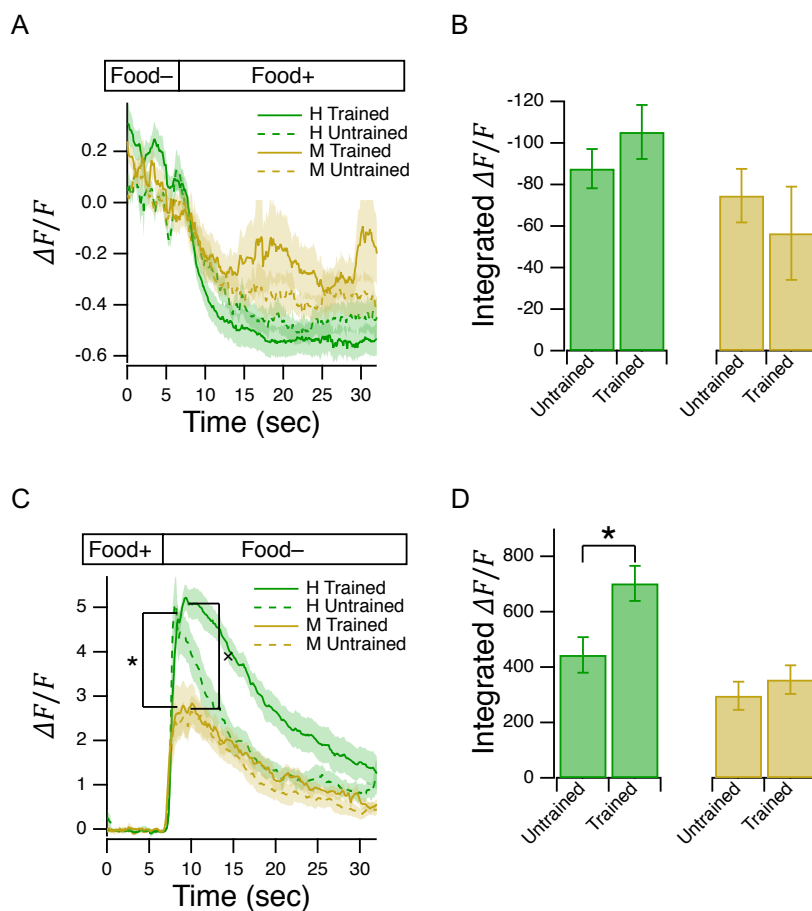 A
Food– Food+
H Trained
H Untrained
M Trained
M Untrained
0.2
0.0
-0.2
-0.4
-0.6
ΔF/F
0 5 10 15 20 25 30
Time (sec)
B
-120
-100
-80
-60
-40
-20
0
Integrated ΔF/F
Untrained Trained Untrained Trained
C
Food+ Food–
H Trained
H Untrained
M Trained
M Untrained
5
4
3
2
1
0
ΔF/F
*
×
0 5 10 15 20 25 30
Time (sec)
D
*
800
600
400
200
0
Integrated ΔF/F
Untrained Trained Untrained Trained